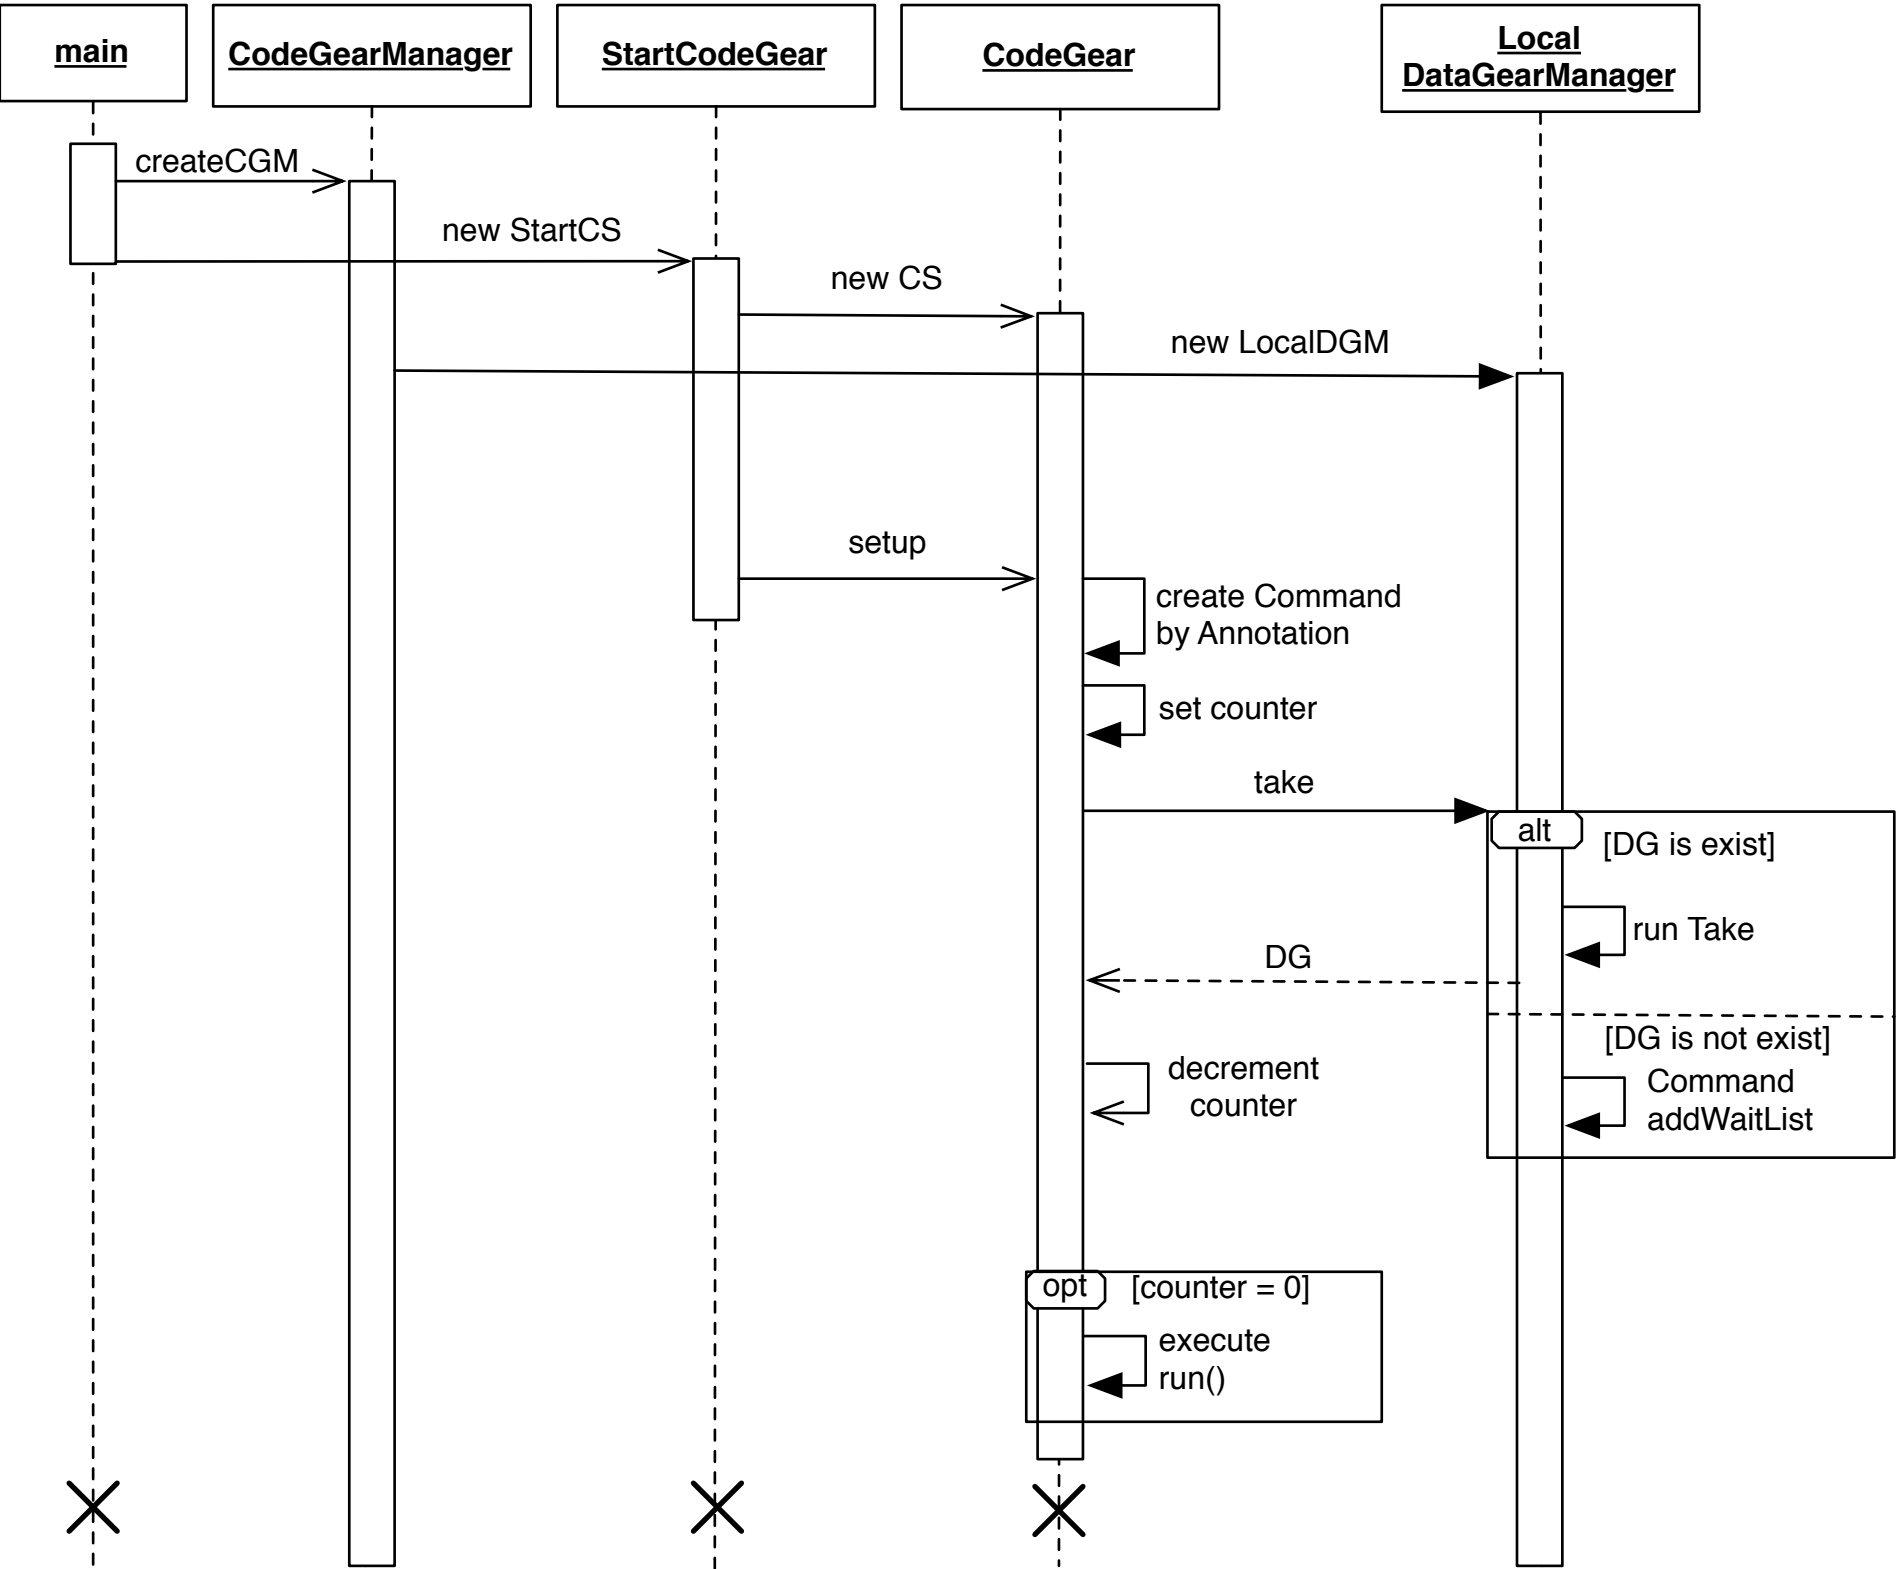 main
CodeGearManager
StartCodeGear
CodeGear
Local
DataGearManager
createCGM
new StartCS
new CS
new LocalDGM
setup
create Command
by Annotation
set counter
take
alt
[DG is exist]
run Take
DG
[DG is not exist]
decrement
counter
Command
addWaitList
opt
[counter = 0]
execute
run()